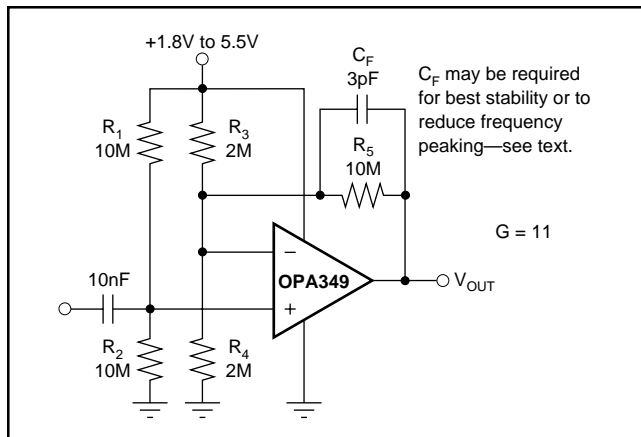 +1.8V to 5.5V
C_F
3pF
C_F may be required
for best stability or to
reduce frequency
peaking—see text.
R_1
10M
R_3
2M
R_5
10M
G = 11
10nF
−
OPA349
+
V_OUT
R_2
10M
R_4
2M